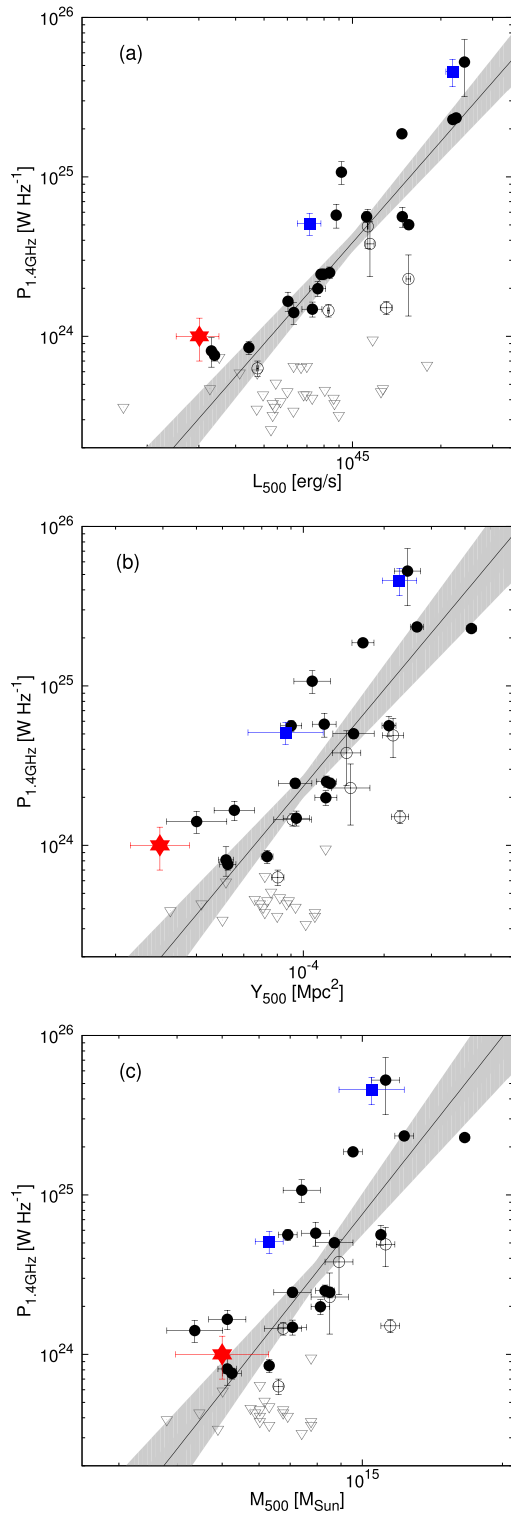 10^26
(a)
10^25
P_1.4GHz [W Hz^-1]
10^24
10^45
L_500 [erg/s]
10^26
(b)
10^25
P_1.4GHz [W Hz^-1]
10^24
10^-4
Y_500 [Mpc^2]
10^26
(c)
10^25
P_1.4GHz [W Hz^-1]
10^24
10^15
M_500 [M_Sun]